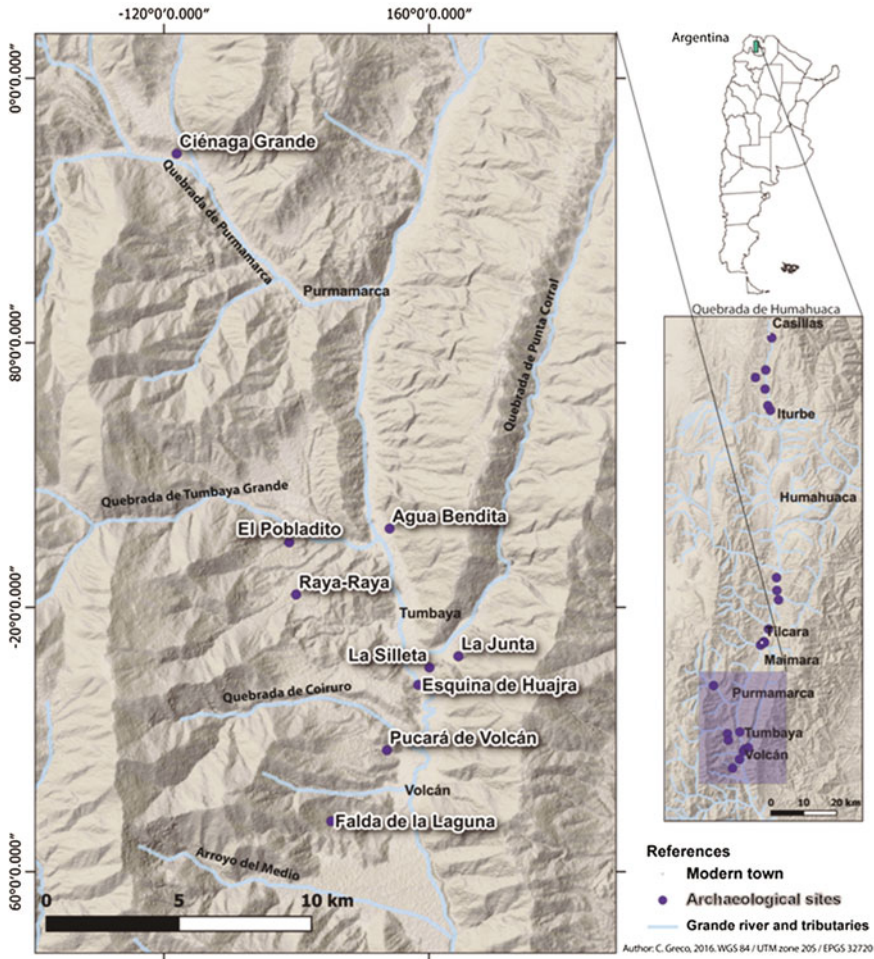 -120°0'0.000"
160°0'0.000"
0°0'0.000"
80°0'0.000"
-20°0'0.000"
60°0'0.000"
Ciénaga Grande
Quebrada de Purmamarca
Purmamarca
Quebrada de Punta Corral
Quebrada de Tumbaya Grande
El Pobladito
Agua Bendita
Raya-Raya
Tumbaya
La Silleta
La Junta
Esquina de Huajra
Quebrada de Coiruro
Pucará de Volcán
Volcán
Falda de la Laguna
Arroyo del Medio
0 5 10 km
Argentina
Quebrada de Humahuaca
Casillas
Iturbe
Humahuaca
Tilcara
Maimara
Purmamarca
Tumbaya
Volcán
0 10 20 km
References
Modern town
Archaeological sites
Grande river and tributaries
Author: C. Greco, 2016. WGS 84 / UTM zone 20S / EPGS 32720